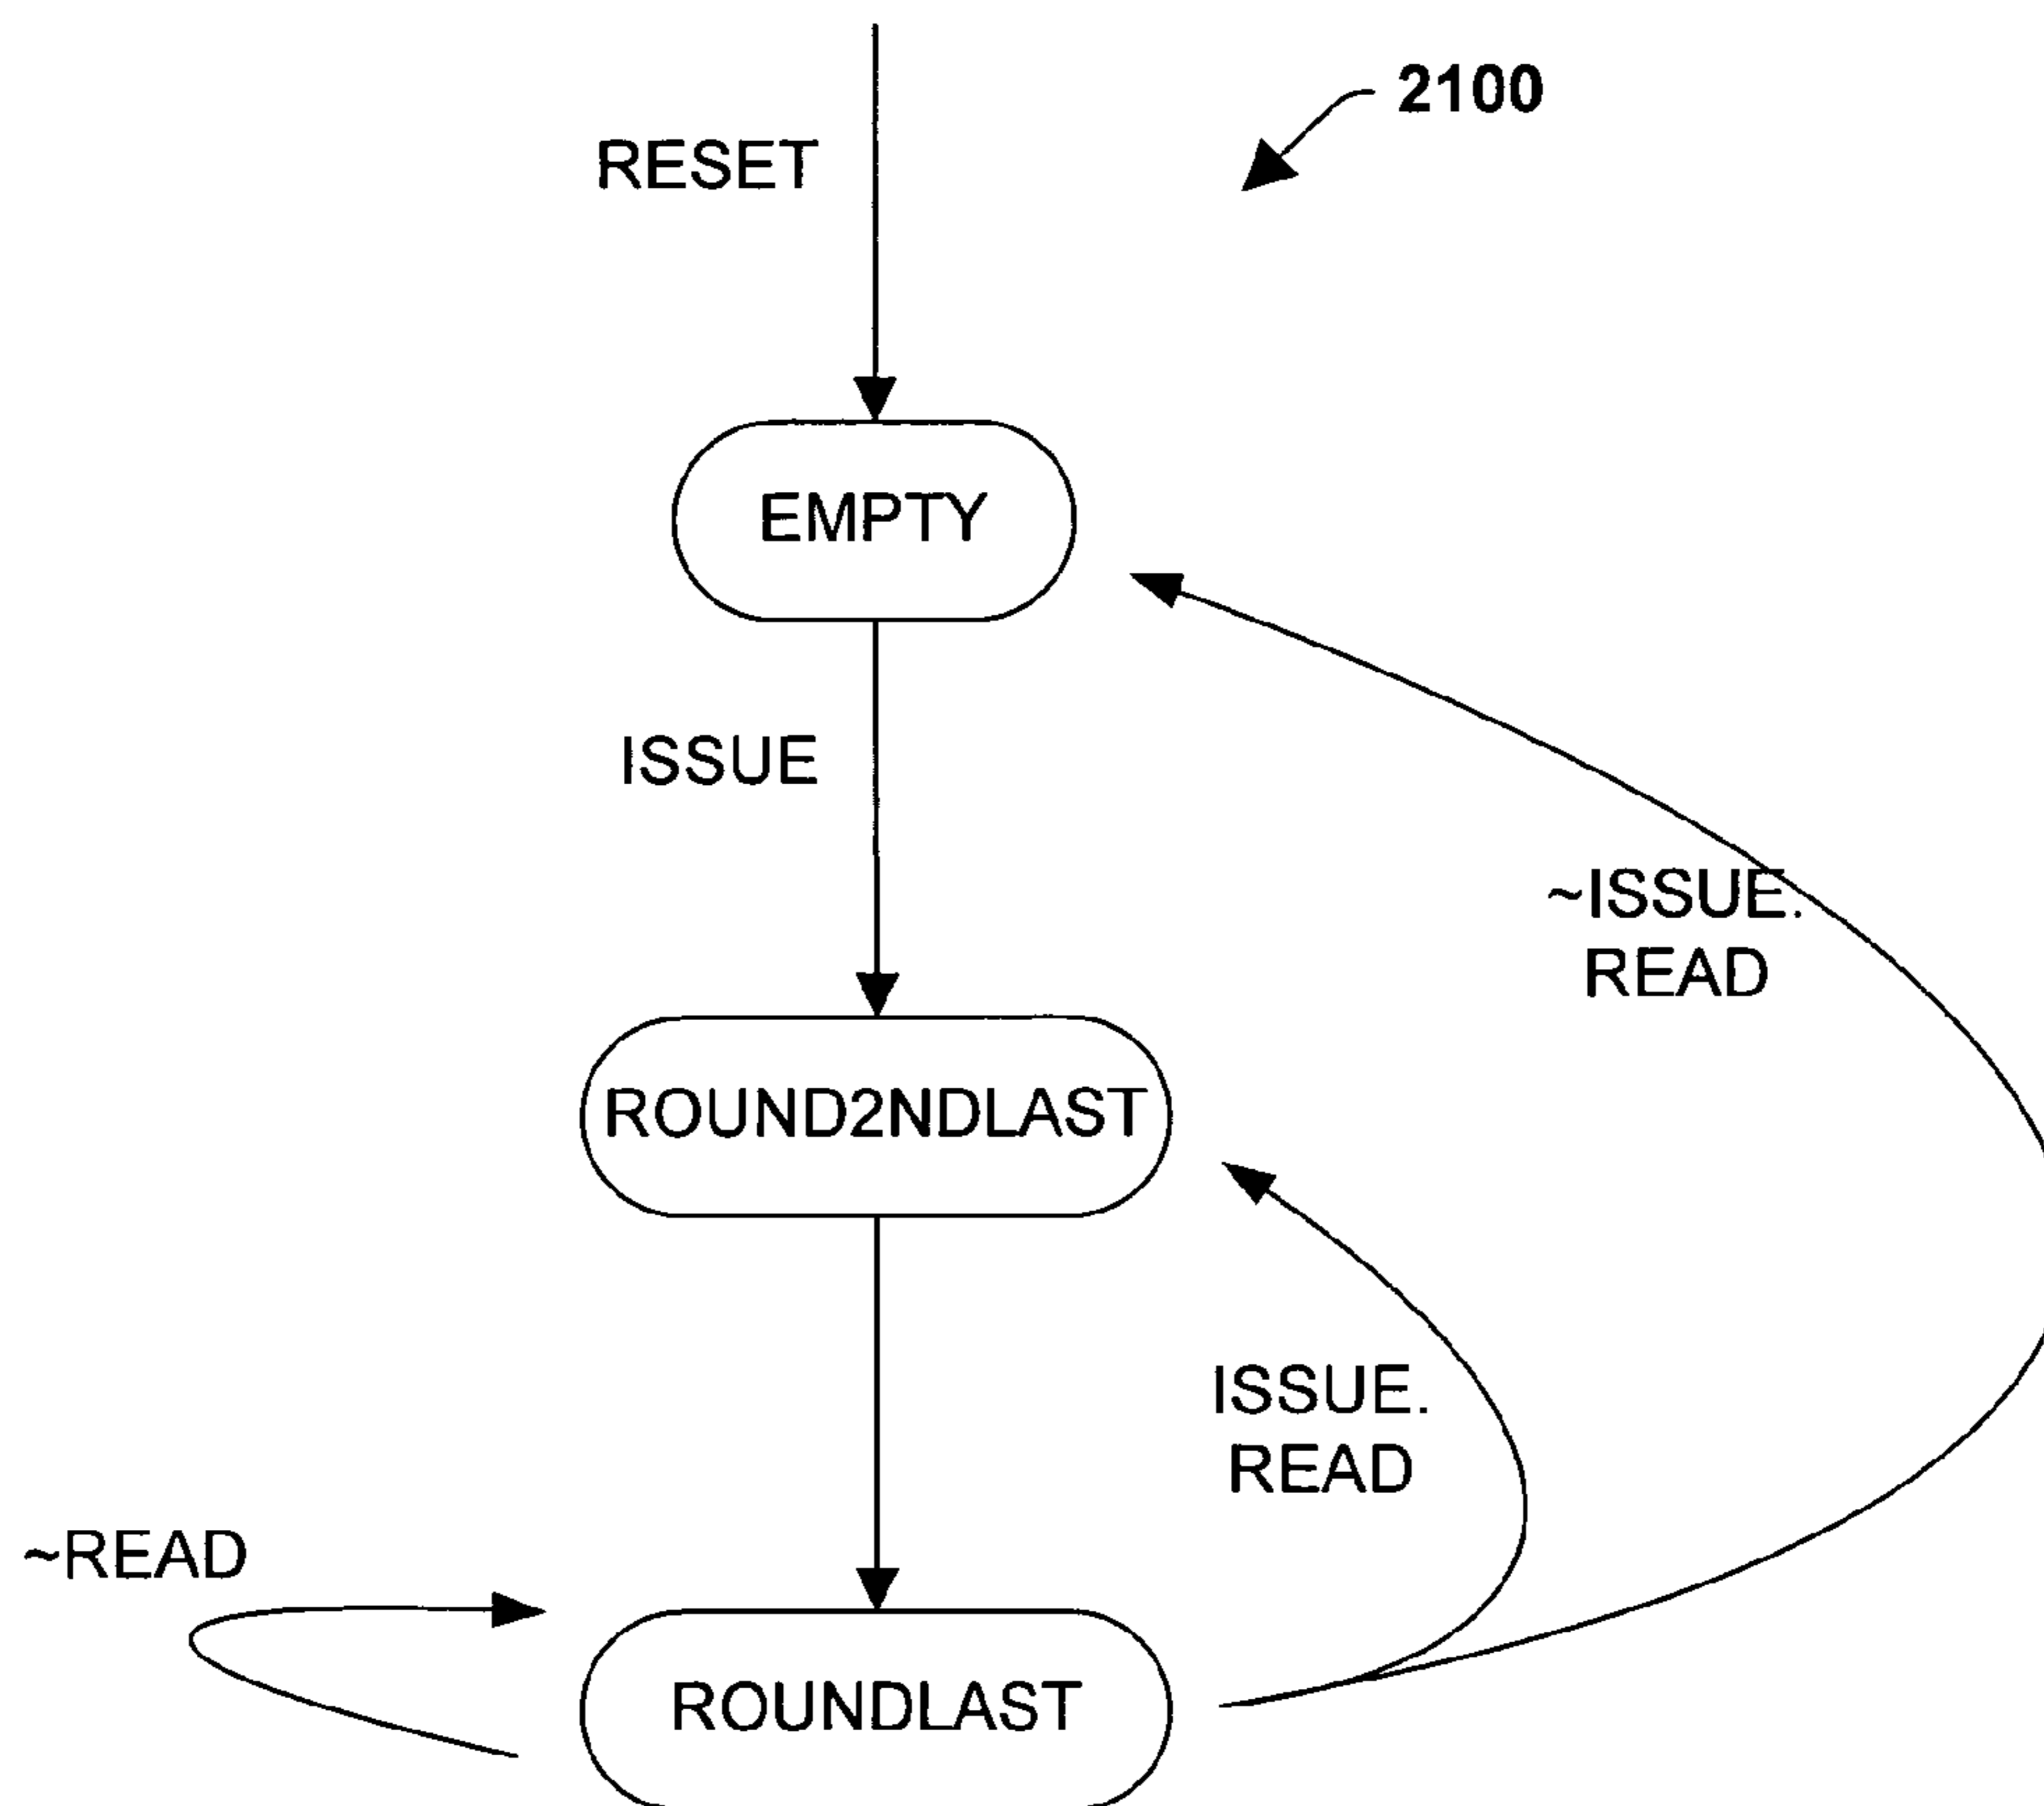 2100
RESET
EMPTY
ISSUE
~ISSUE.
READ
ROUND2NDLAST
ISSUE.
READ
~READ
ROUNDLAST